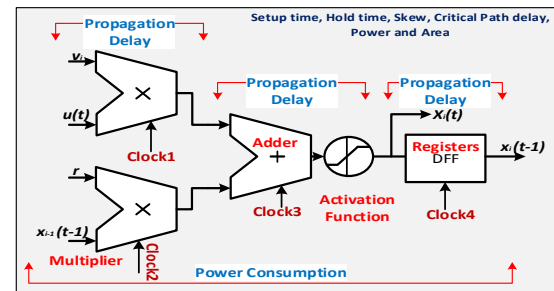 Setup time, Hold time, Skew, Critical Path delay,
Power and Area
Propagation
Delay
Propagation
Delay
Propagation
Delay
vᵢ
u(t)
×
Clock1
Adder
+
Xᵢ(t)
Registers
DFF
xᵢ(t-1)
r
xᵢ₋₁(t-1)
×
Multiplier
Clock2
Clock3
Activation
Function
Clock4
Power Consumption